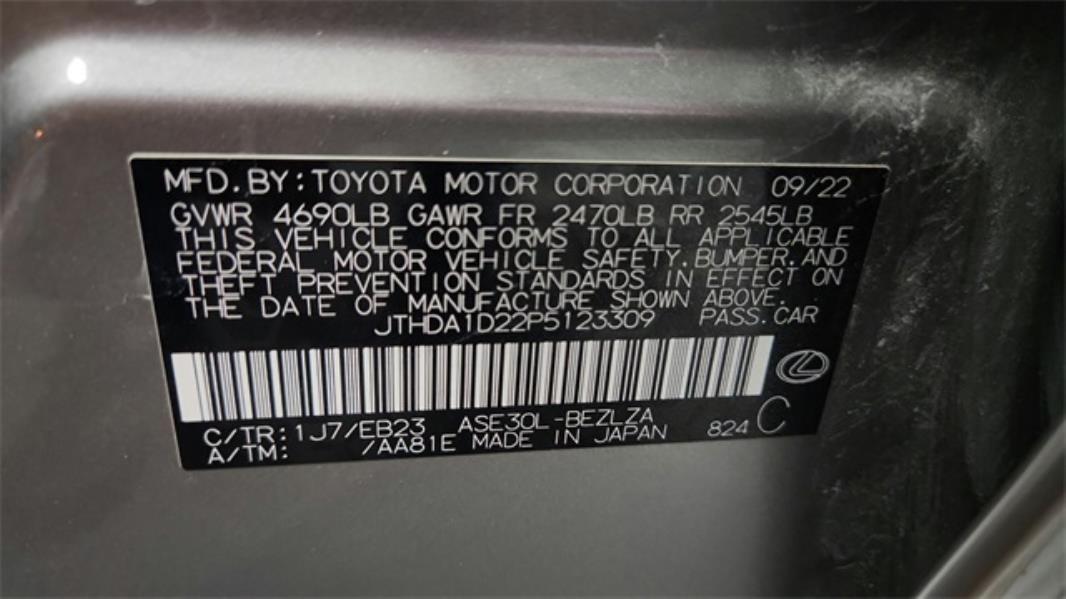 MFD.BY:TOYOTA MOTOR CORPORATION 09/22
GVWR 4690LB GAWR FR 2470LB RR 2545LB
THIS VEHICLE CONFORMS TO ALL APPLICABLE
FEDERAL MOTOR VEHICLE SAFETY.BUMPER.AND
THEFT PREVENTION STANDARDS IN EFFECT ON
THE DATE OF MANUFACTURE SHOWN ABOVE.
JTHDA1D22P5123309 PASS.CAR
C/TR:1J7/EB23 ASE30L-BEZLZA 824 C
A/TM: /AA81E MADE IN JAPAN